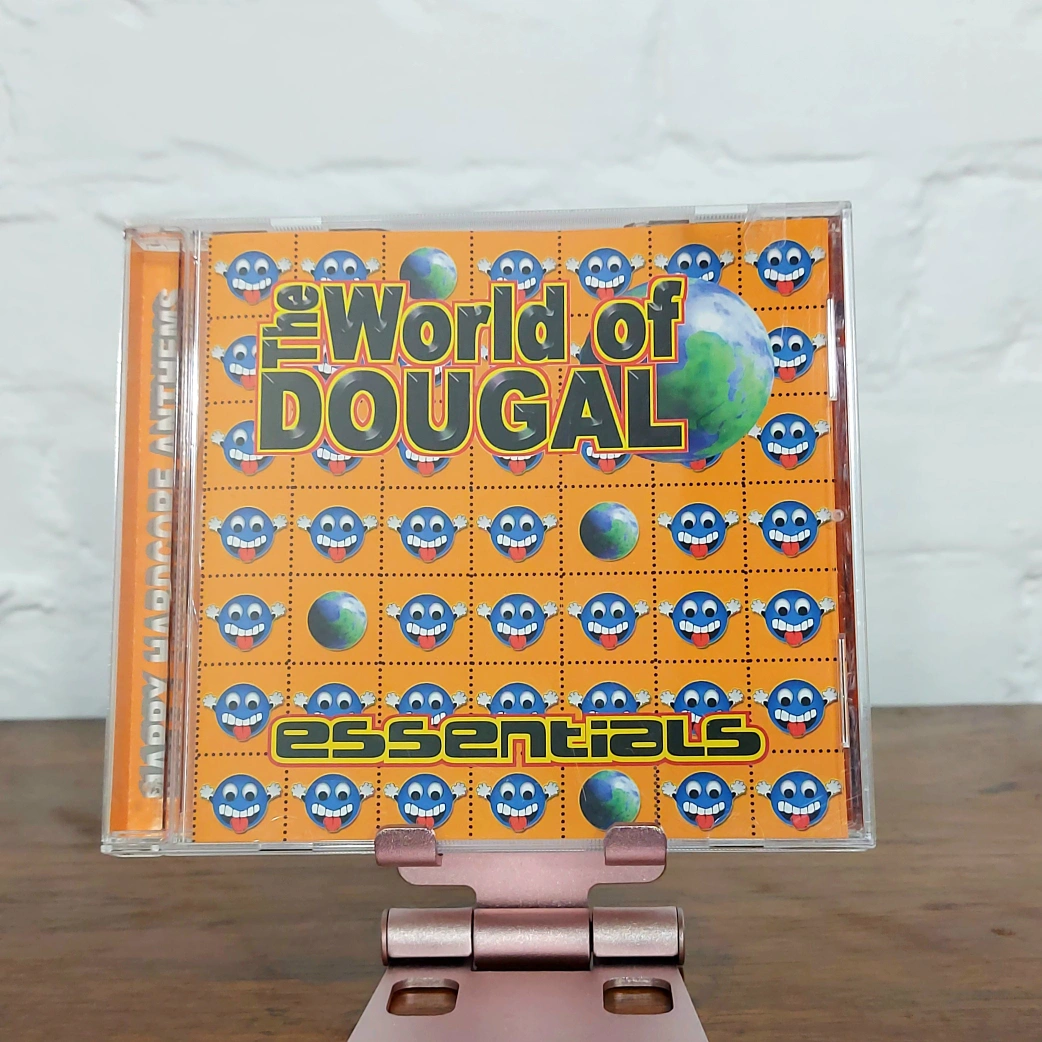 The World of
DOUGAL
essentials
HAPPY HARDCORE ANTHEMS